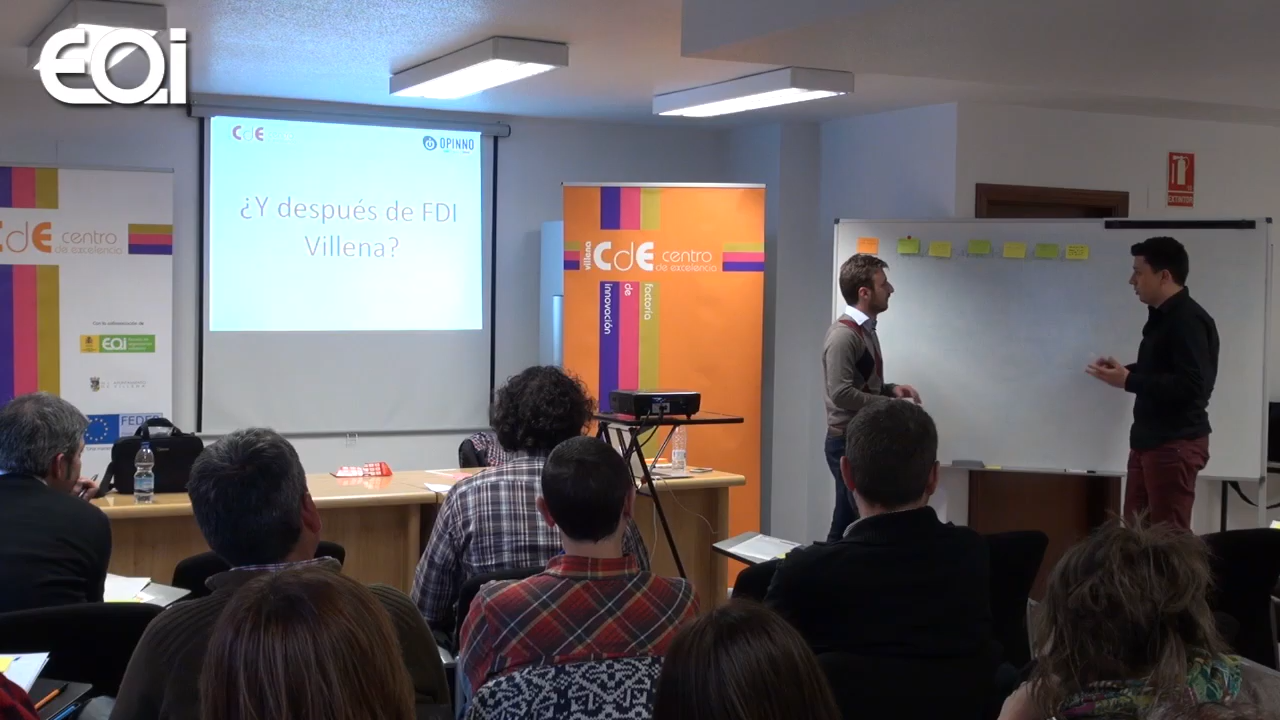 EOi
CdE
OPINNO
¿Y después de FDI
Villena?
CdE centro
de excelencia
EOI
FEDER
villena
CdE centro
de excelencia
factoría
de
innovación
EXTINTOR